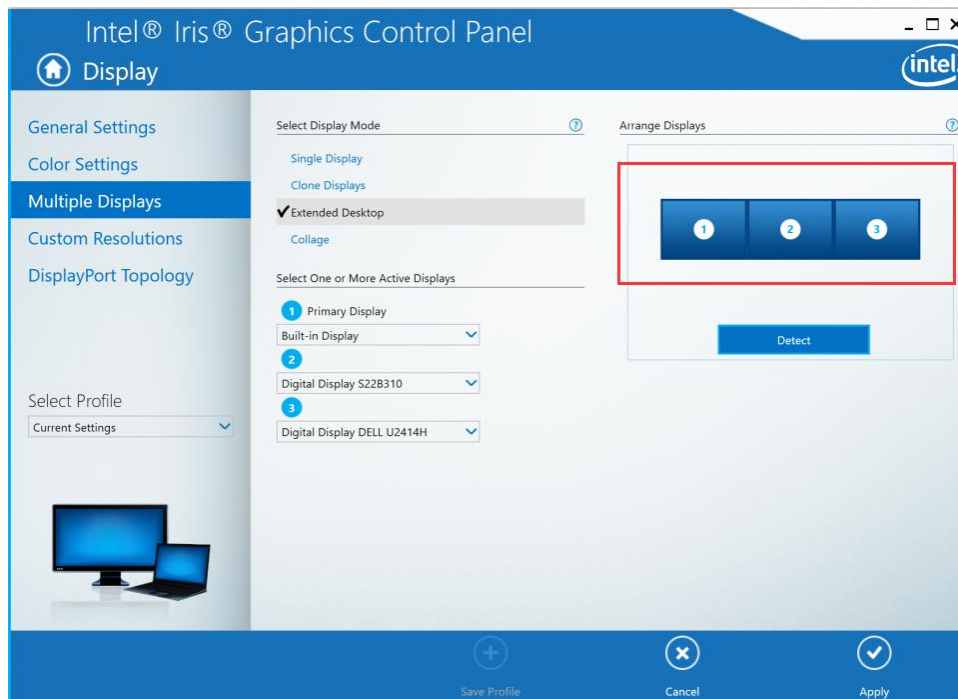 Intel® Iris® Graphics Control Panel
Display
intel
General Settings
Color Settings
Multiple Displays
Custom Resolutions
DisplayPort Topology
Select Profile
Current Settings
Select Display Mode
Single Display
Clone Displays
✔Extended Desktop
Collage
Select One or More Active Displays
1 Primary Display
Built-in Display
2
Digital Display S22B310
3
Digital Display DELL U2414H
Arrange Displays
1 2 3
Detect
Save Profile
Cancel
Apply